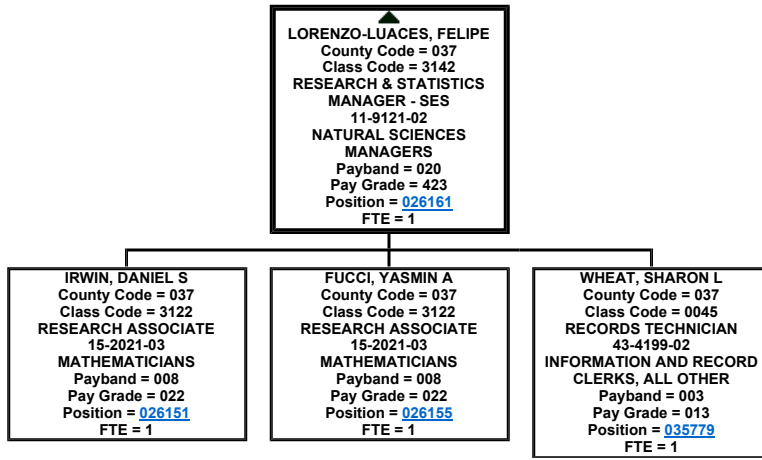 LORENZO-LUACES, FELIPE
County Code = 037
Class Code = 3142
RESEARCH & STATISTICS
MANAGER - SES
11-9121-02
NATURAL SCIENCES
MANAGERS
Payband = 020
Pay Grade = 423
Position = 026161
FTE = 1
IRWIN, DANIEL S
County Code = 037
Class Code = 3122
RESEARCH ASSOCIATE
15-2021-03
MATHEMATICIANS
Payband = 008
Pay Grade = 022
Position = 026151
FTE = 1
FUCCI, YASMIN A
County Code = 037
Class Code = 3122
RESEARCH ASSOCIATE
15-2021-03
MATHEMATICIANS
Payband = 008
Pay Grade = 022
Position = 026155
FTE = 1
WHEAT, SHARON L
County Code = 037
Class Code = 0045
RECORDS TECHNICIAN
43-4199-02
INFORMATION AND RECORD
CLERKS, ALL OTHER
Payband = 003
Pay Grade = 013
Position = 035779
FTE = 1